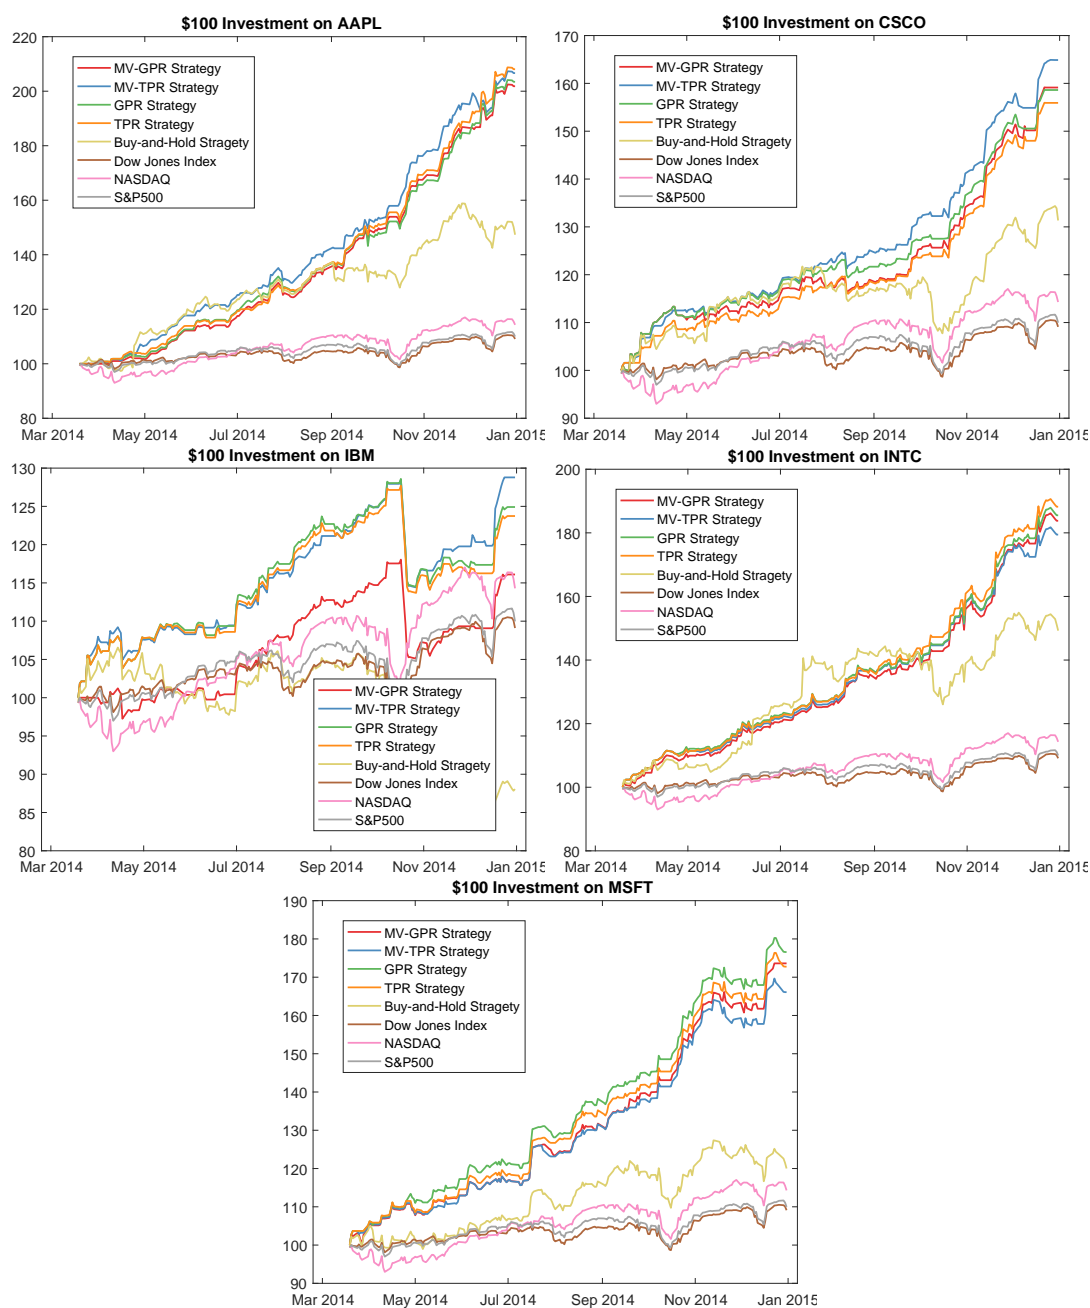 $100 Investment on AAPL
220
200
180
160
140
120
100
80
MV-GPR Strategy
MV-TPR Strategy
GPR Strategy
TPR Strategy
Buy-and-Hold Stragety
Dow Jones Index
NASDAQ
S&P500
Mar 2014 May 2014 Jul 2014 Sep 2014 Nov 2014 Jan 2015
$100 Investment on CSCO
170
160
150
140
130
120
110
100
90
MV-GPR Strategy
MV-TPR Strategy
GPR Strategy
TPR Strategy
Buy-and-Hold Stragety
Dow Jones Index
NASDAQ
S&P500
Mar 2014 May 2014 Jul 2014 Sep 2014 Nov 2014 Jan 2015
$100 Investment on IBM
130
125
120
115
110
105
100
95
90
85
80
MV-GPR Strategy
MV-TPR Strategy
GPR Strategy
TPR Strategy
Buy-and-Hold Stragety
Dow Jones Index
NASDAQ
S&P500
Mar 2014 May 2014 Jul 2014 Sep 2014 Nov 2014 Jan 2015
$100 Investment on INTC
200
180
160
140
120
100
80
MV-GPR Strategy
MV-TPR Strategy
GPR Strategy
TPR Strategy
Buy-and-Hold Stragety
Dow Jones Index
NASDAQ
S&P500
Mar 2014 May 2014 Jul 2014 Sep 2014 Nov 2014 Jan 2015
$100 Investment on MSFT
190
180
170
160
150
140
130
120
110
100
90
MV-GPR Strategy
MV-TPR Strategy
GPR Strategy
TPR Strategy
Buy-and-Hold Stragety
Dow Jones Index
NASDAQ
S&P500
Mar 2014 May 2014 Jul 2014 Sep 2014 Nov 2014 Jan 2015